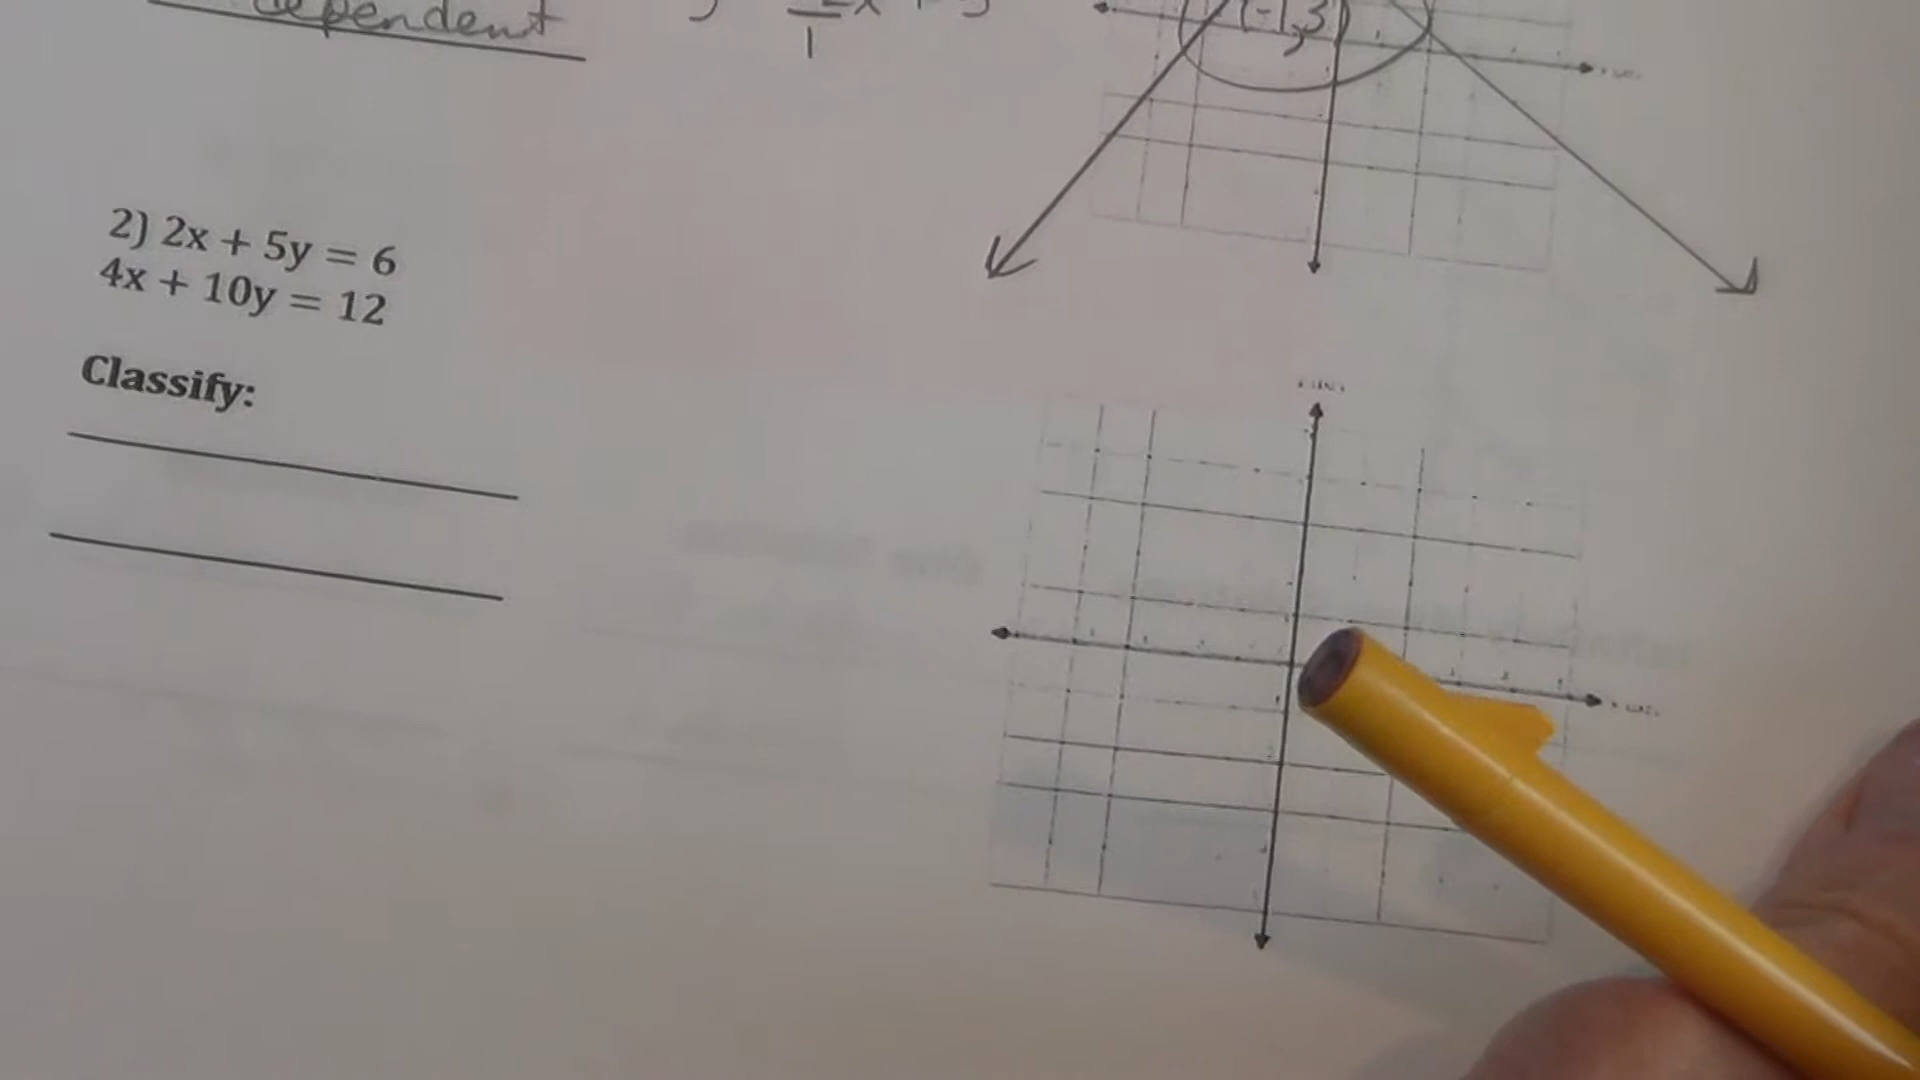 dependent
(-1,3)
2) 2x + 5y = 6
4x + 10y = 12
Classify: